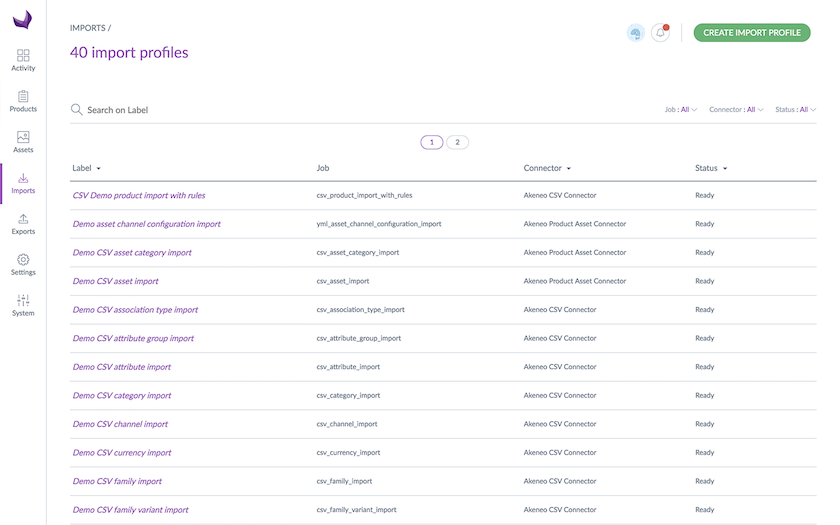 IMPORTS /
40 import profiles
CREATE IMPORT PROFILE
Activity
Products
Assets
Imports
Exports
Settings
System
Search on Label
Job : All Connector : All Status : All
1 2
Label Job Connector Status
CSV Demo product import with rules csv_product_import_with_rules Akeneo CSV Connector Ready
Demo asset channel configuration import yml_asset_channel_configuration_import Akeneo Product Asset Connector Ready
Demo CSV asset category import csv_asset_category_import Akeneo Product Asset Connector Ready
Demo CSV asset import csv_asset_import Akeneo Product Asset Connector Ready
Demo CSV association type import csv_association_type_import Akeneo CSV Connector Ready
Demo CSV attribute group import csv_attribute_group_import Akeneo CSV Connector Ready
Demo CSV attribute import csv_attribute_import Akeneo CSV Connector Ready
Demo CSV category import csv_category_import Akeneo CSV Connector Ready
Demo CSV channel import csv_channel_import Akeneo CSV Connector Ready
Demo CSV currency import csv_currency_import Akeneo CSV Connector Ready
Demo CSV family import csv_family_import Akeneo CSV Connector Ready
Demo CSV family variant import csv_family_variant_import Akeneo CSV Connector Ready